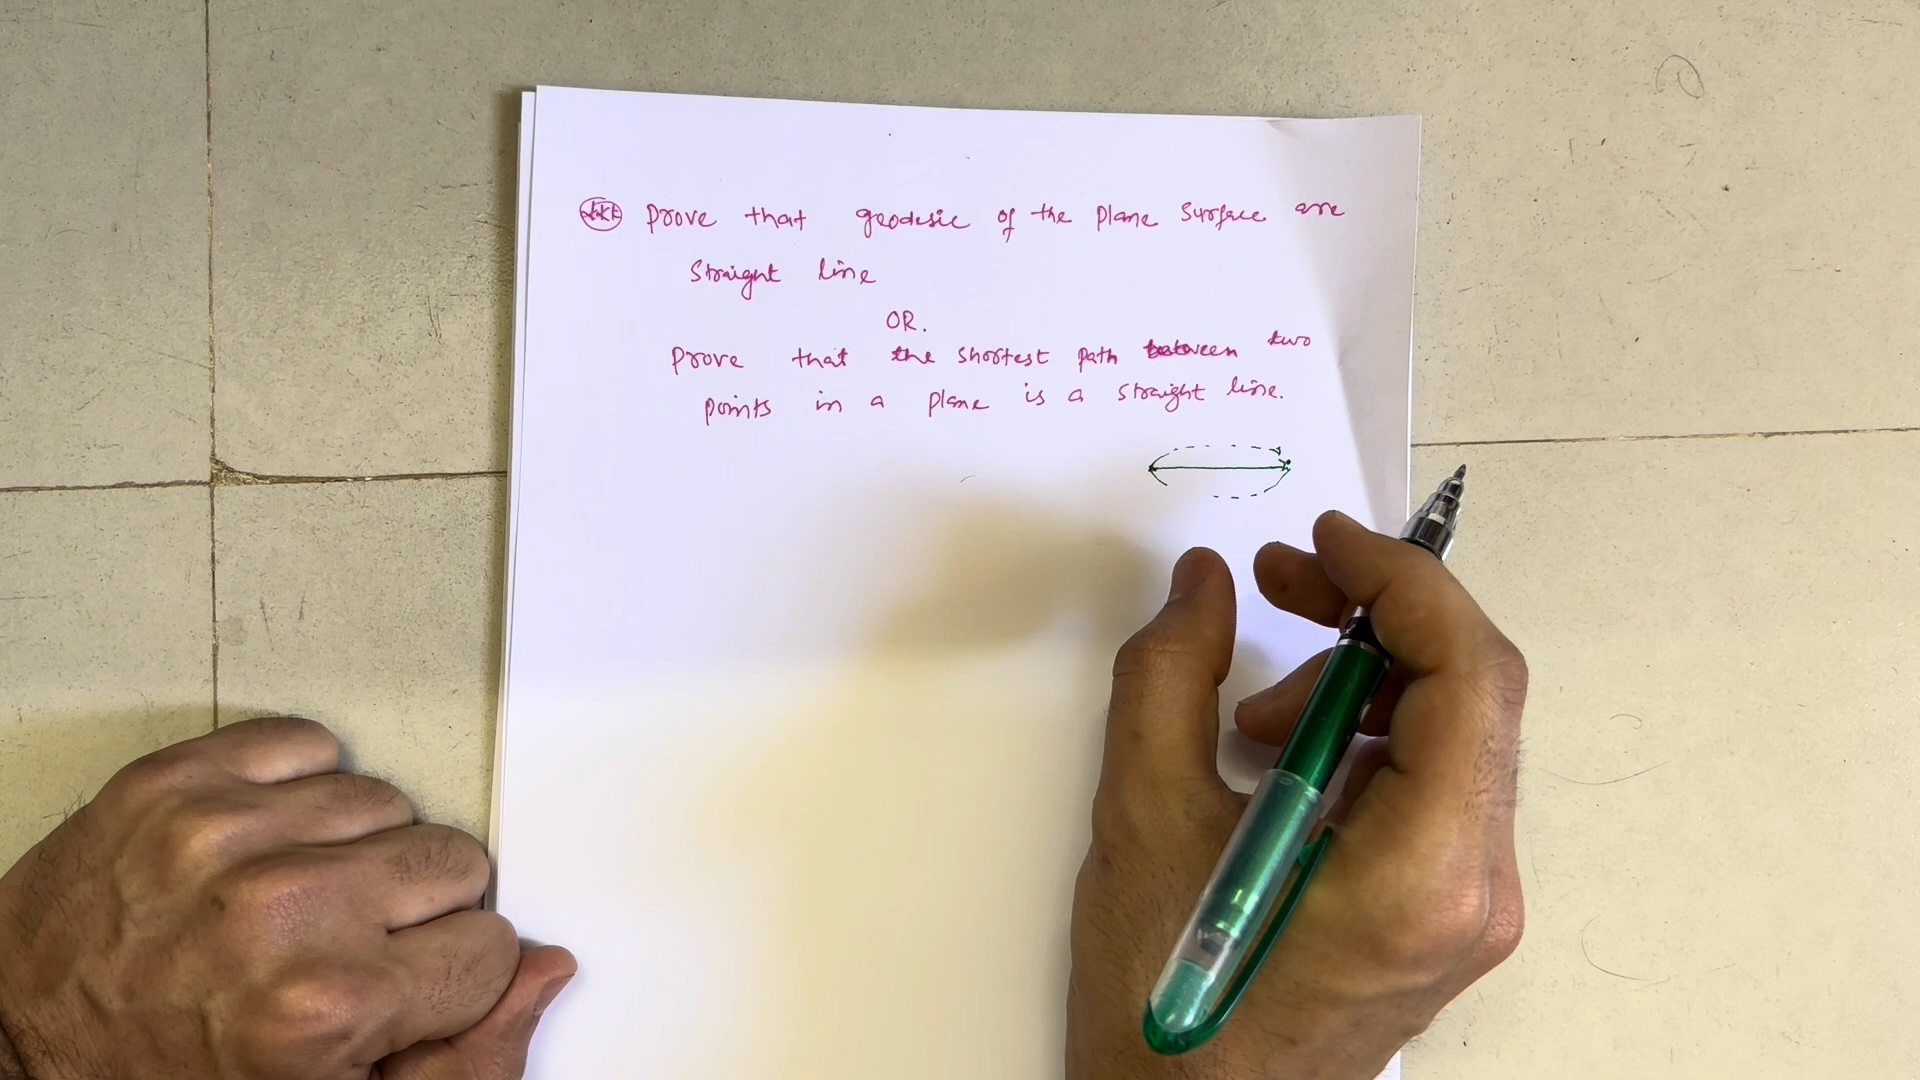 Prove that geodesic of the plane surface are
straight line
OR.
Prove that the shortest path between two
points in a plane is a straight line.